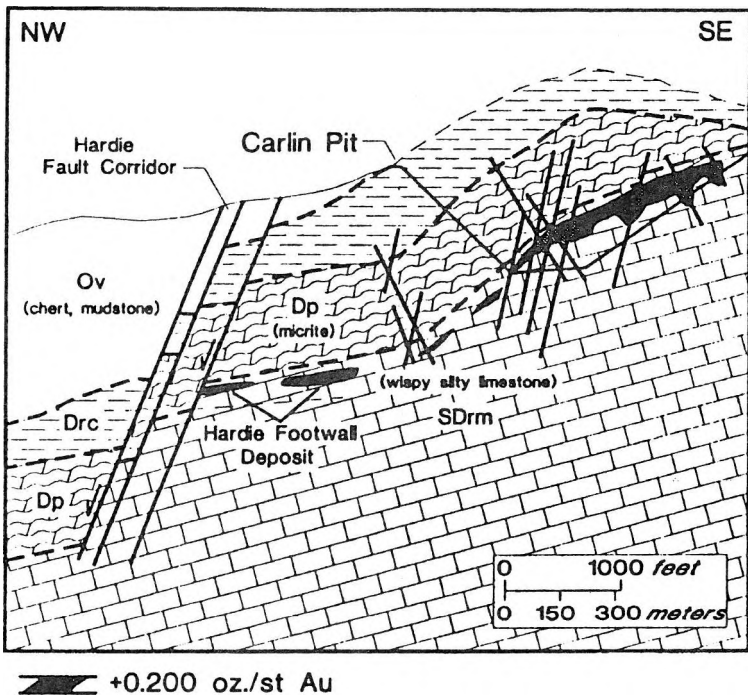 NW
SE
Hardie
Fault Corridor
Carlin Pit
Ov
(chert, mudstone)
Dp
(micrite)
(wispy silty limestone)
SDrm
Drc
Hardie Footwall
Deposit
Dp
0 1000 feet
0 150 300 meters
+0.200 oz./st Au